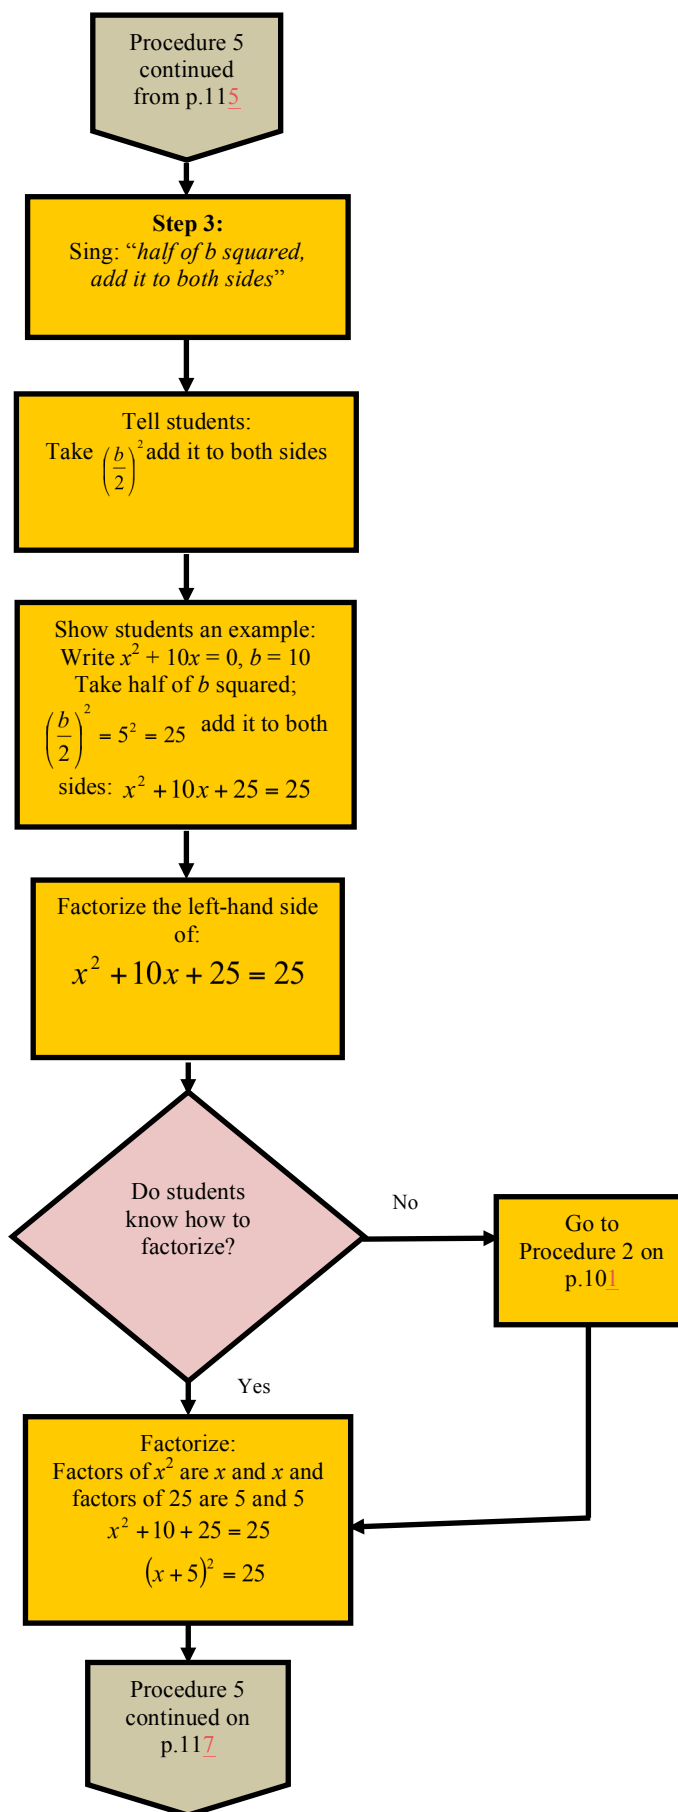 Procedure 5
continued
from p.115
Step 3:
Sing: “half of b squared,
add it to both sides”
Tell students:
Take (b/2)² add it to both sides
Show students an example:
Write x² + 10x = 0, b = 10
Take half of b squared;
(b/2)² = 5² = 25 add it to both
sides: x² + 10x + 25 = 25
Factorize the left-hand side
of:
x² + 10x + 25 = 25
Do students
know how to
factorize?
No
Go to
Procedure 2 on
p.101
Yes
Factorize:
Factors of x² are x and x and
factors of 25 are 5 and 5
x² + 10 + 25 = 25
(x + 5)² = 25
Procedure 5
continued on
p.117